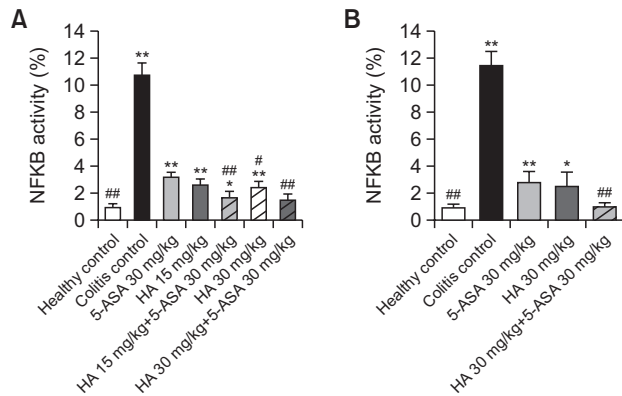 A
NFKB activity (%)
14
12
10
8
6
4
2
0
##
**
**
**
##
*
#
**
##
Healthy control
Colitis control
5-ASA 30 mg/kg
HA 15 mg/kg
HA 15 mg/kg+5-ASA 30 mg/kg
HA 30 mg/kg
HA 30 mg/kg+5-ASA 30 mg/kg
B
NFKB activity (%)
14
12
10
8
6
4
2
0
##
**
**
*
##
Healthy control
Colitis control
5-ASA 30 mg/kg
HA 30 mg/kg
HA 30 mg/kg+5-ASA 30 mg/kg